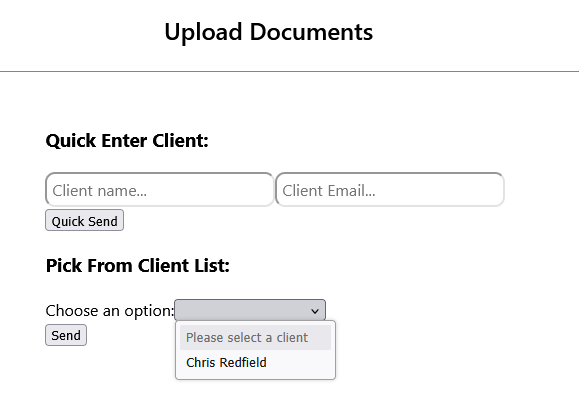 Upload Documents
Quick Enter Client:
Client name... Client Email...
Quick Send
Pick From Client List:
Choose an option:
Send
Please select a client
Chris Redfield